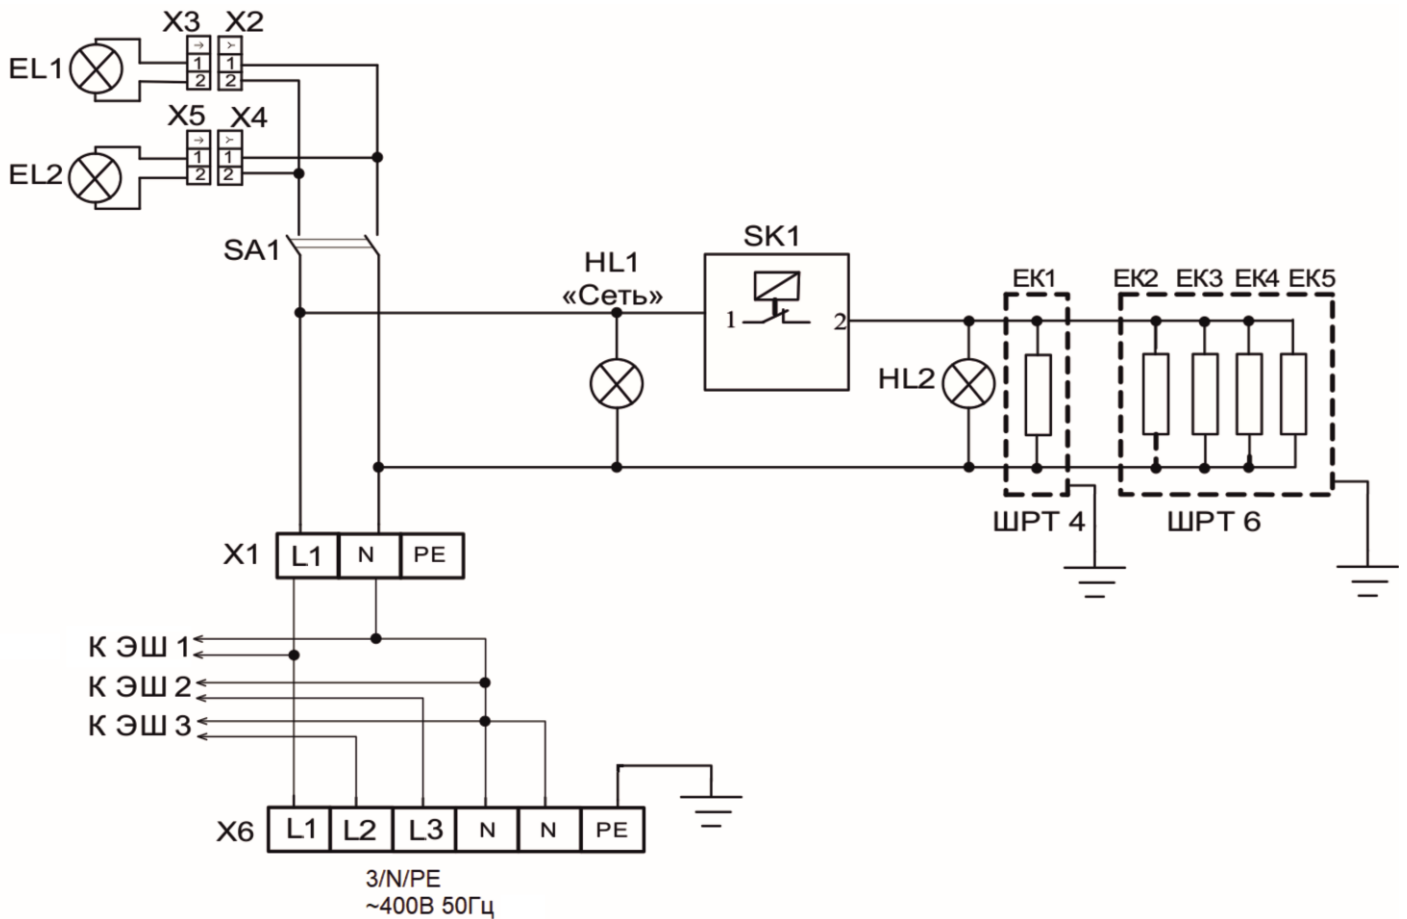 X3 X2
EL1
1 1
2 2
X5 X4
EL2
1 1
2 2
SA1
HL1
«Сеть»
SK1
1 2
HL2
EK1
EK2 EK3 EK4 EK5
ШРТ 4
ШРТ 6
X1 L1 N PE
К ЭШ 1
К ЭШ 2
К ЭШ 3
X6 L1 L2 L3 N N PE
3/N/PE
~400В 50Гц